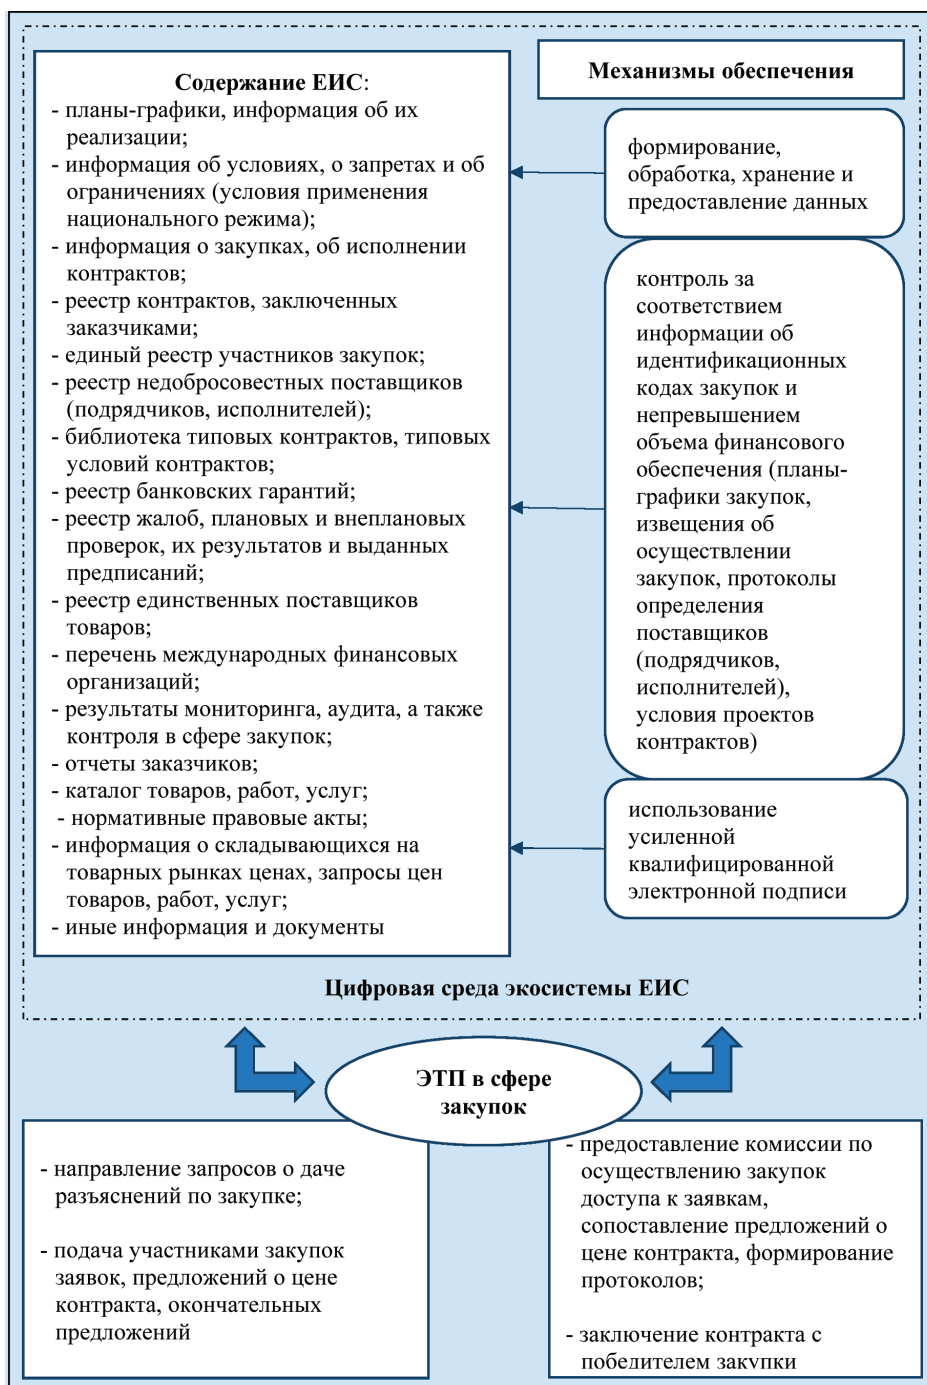 Содержание ЕИС:
- планы-графики, информация об их
реализации;
- информация об условиях, о запретах и об
ограничениях (условия применения
национального режима);
- информация о закупках, об исполнении
контрактов;
- реестр контрактов, заключенных
заказчиками;
- единый реестр участников закупок;
- реестр недобросовестных поставщиков
(подрядчиков, исполнителей);
- библиотека типовых контрактов, типовых
условий контрактов;
- реестр банковских гарантий;
- реестр жалоб, плановых и внеплановых
проверок, их результатов и выданных
предписаний;
- реестр единственных поставщиков
товаров;
- перечень международных финансовых
организаций;
- результаты мониторинга, аудита, а также
контроля в сфере закупок;
- отчеты заказчиков;
- каталог товаров, работ, услуг;
- нормативные правовые акты;
- информация о складывающихся на
товарных рынках ценах, запросы цен
товаров, работ, услуг;
- иные информация и документы
Механизмы обеспечения
формирование,
обработка, хранение и
предоставление данных
контроль за
соответствием
информации об
идентификационных
кодах закупок и
непревышением
объема финансового
обеспечения (планы-
графики закупок,
извещения об
осуществлении
закупок, протоколы
определения
поставщиков
(подрядчиков,
исполнителей),
условия проектов
контрактов)
использование
усиленной
квалифицированной
электронной подписи
Цифровая среда экосистемы ЕИС
ЭТП в сфере
закупок
- направление запросов о даче
разъяснений по закупке;
- подача участниками закупок
заявок, предложений о цене
контракта, окончательных
предложений
- предоставление комиссии по
осуществлению закупок
доступа к заявкам,
сопоставление предложений о
цене контракта, формирование
протоколов;
- заключение контракта с
победителем закупки